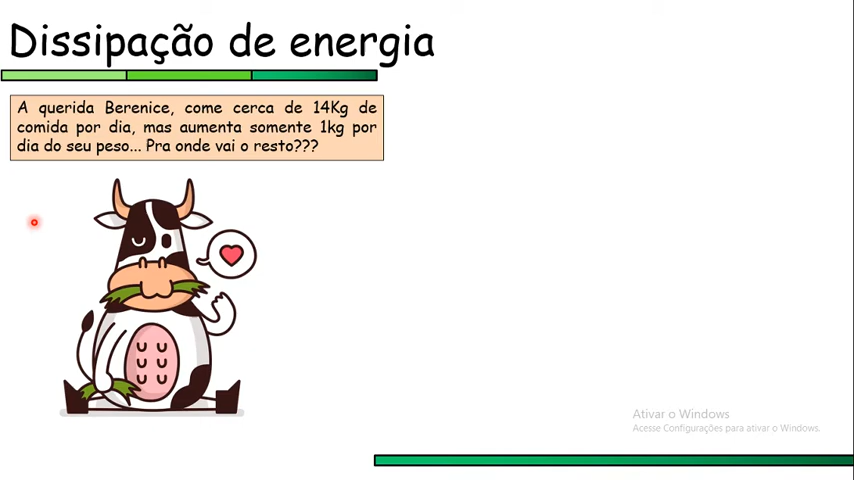 Dissipação de energia
A querida Berenice, come cerca de 14Kg de
comida por dia, mas aumenta somente 1kg por
dia do seu peso... Pra onde vai o resto???
Ativar o Windows
Acesse Configurações para ativar o Windows.